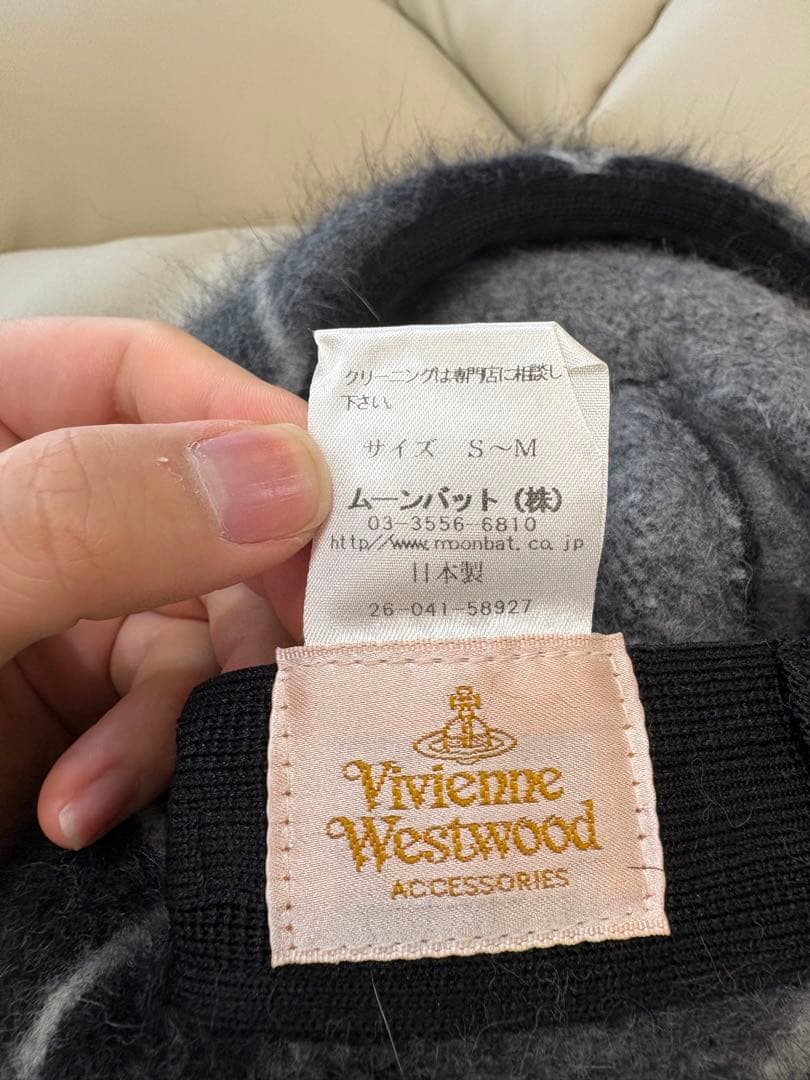 クリーニングは専門店に相談し
下さい。
サイズ S～M
ムーンバット（株）
03-3556-6810
http//www.moonbat.co.jp
日本製
26-041-58927
Vivienne
Westwood
ACCESSORIES